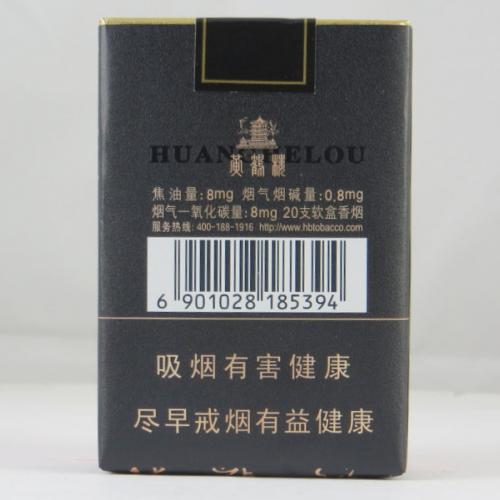 HUANGHELOU
黄鹤楼
焦油量:8mg 烟气烟碱量:0.8mg
烟气一氧化碳量:8mg 20支软盒香烟
服务热线:400-188-1916 http://www.hbtobacco.com
6 901028 185394
吸烟有害健康
尽早戒烟有益健康